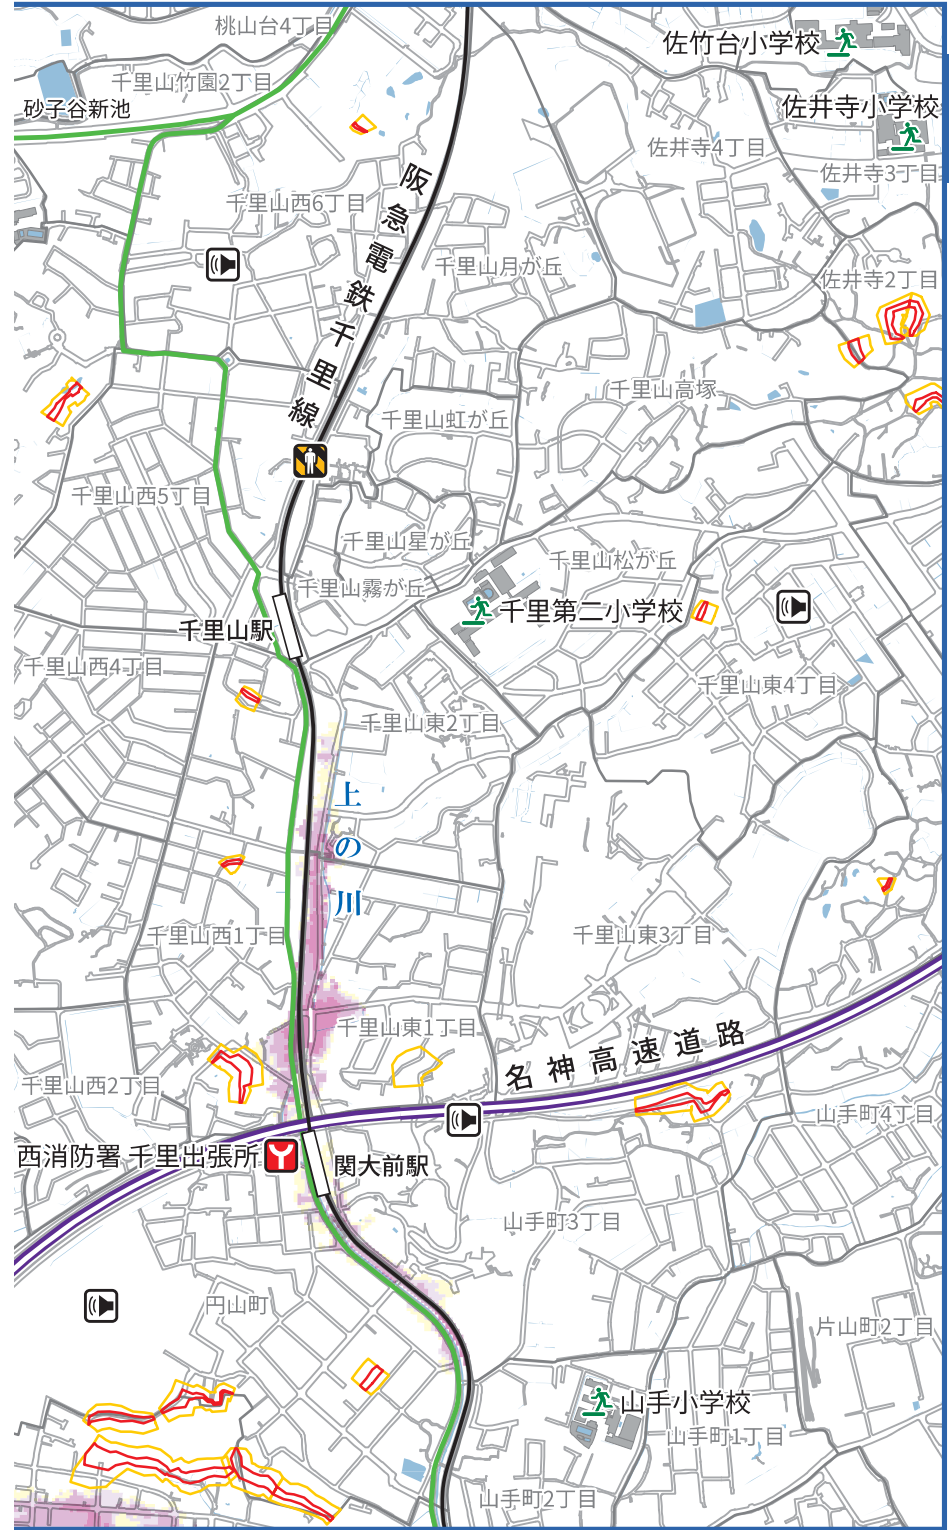 桃山台4丁目
佐竹台小学校
千里山竹園2丁目
砂子谷新池
佐井寺小学校
佐井寺4丁目
佐井寺3丁目
千里山西6丁目
阪急電鉄千里線
千里山月が丘
佐井寺2丁目
千里山高塚
千里山虹が丘
千里山西5丁目
千里山星が丘
千里山松が丘
千里山霧が丘
千里第二小学校
千里山駅
千里山西4丁目
千里山東4丁目
千里山東2丁目
上の川
千里山西1丁目
千里山東3丁目
千里山東1丁目
名神高速道路
千里山西2丁目
山手町4丁目
西消防署 千里出張所
関大前駅
山手町3丁目
円山町
片山町2丁目
山手小学校
山手町1丁目
山手町2丁目